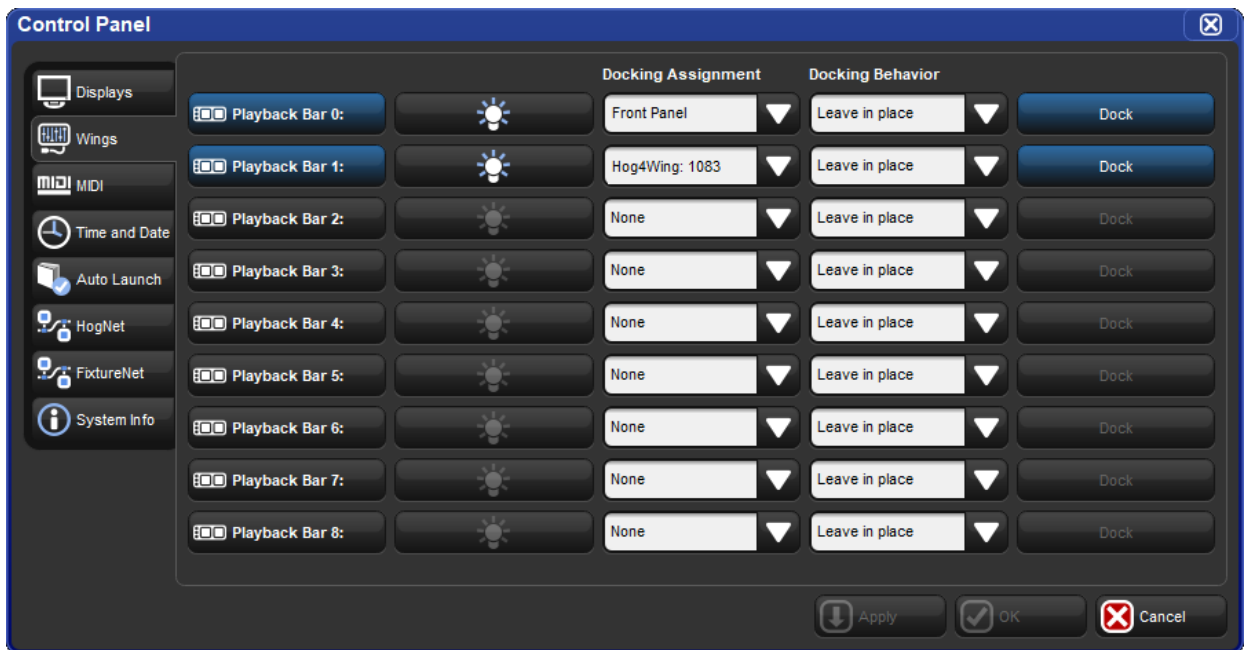 Control Panel
Displays
Wings
MIDI MIDI
Time and Date
Auto Launch
HogNet
FixtureNet
System Info
Docking Assignment Docking Behavior
Playback Bar 0: Front Panel Leave in place Dock
Playback Bar 1: Hog4Wing: 1083 Leave in place Dock
Playback Bar 2: None Leave in place Dock
Playback Bar 3: None Leave in place Dock
Playback Bar 4: None Leave in place Dock
Playback Bar 5: None Leave in place Dock
Playback Bar 6: None Leave in place Dock
Playback Bar 7: None Leave in place Dock
Playback Bar 8: None Leave in place Dock
Apply OK Cancel